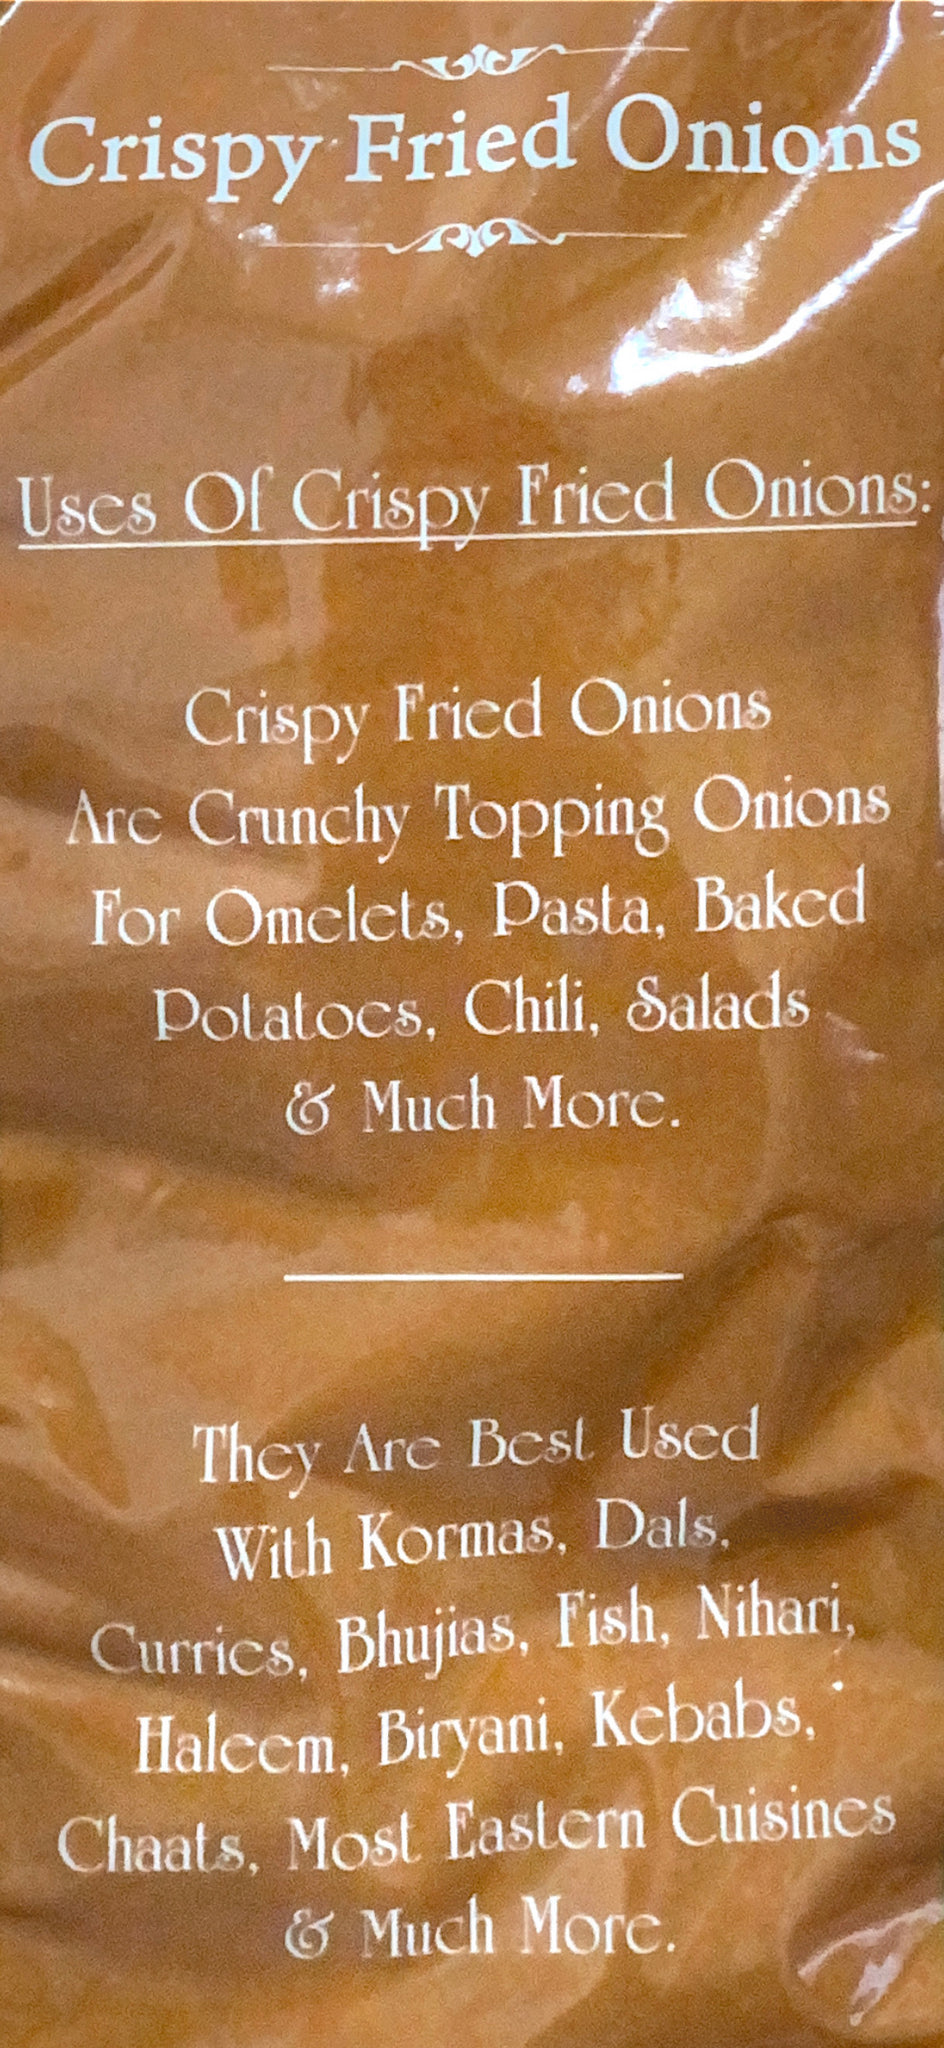 Crispy Fried Onions
Uses Of Crispy Fried Onions:
Crispy Fried Onions
Are Crunchy Topping Onions
For Omelets, Pasta, Baked
Potatoes, Chili, Salads
& Much More.
They Are Best Used
With Kormas, Dals,
Curries, Bhujias, Fish, Nihari,
Haleem, Biryani, Kebabs,
Chaats, Most Eastern Cuisines
& Much More.